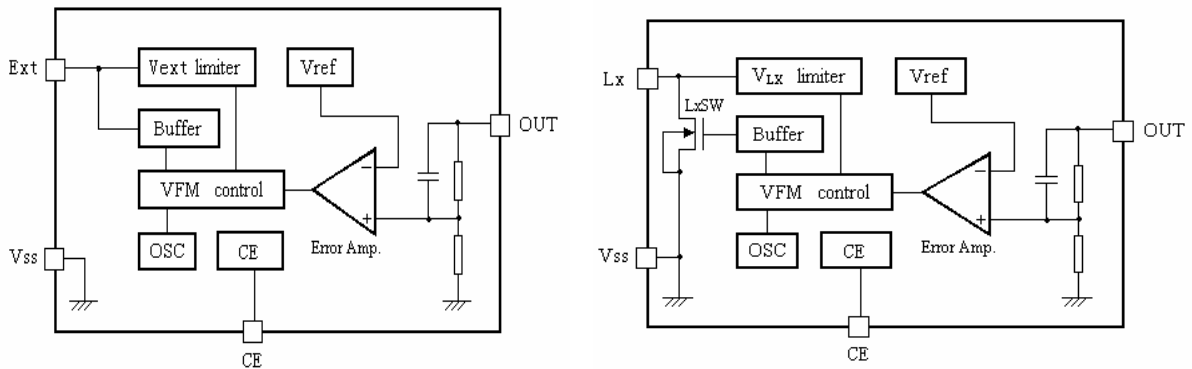 Ext
Vext limiter
Vref
Buffer
OUT
VFM control
−
+
Vss
OSC
CE
Error Amp.
CE
Lx
VLX limiter
Vref
LxSW
Buffer
OUT
VFM control
−
+
Vss
OSC
CE
Error Amp.
CE